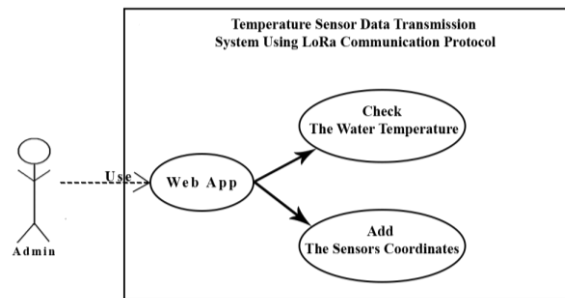 Temperature Sensor Data Transmission
System Using LoRa Communication Protocol
Check
The Water Temperature
Use
Web App
Admin
Add
The Sensors Coordinates